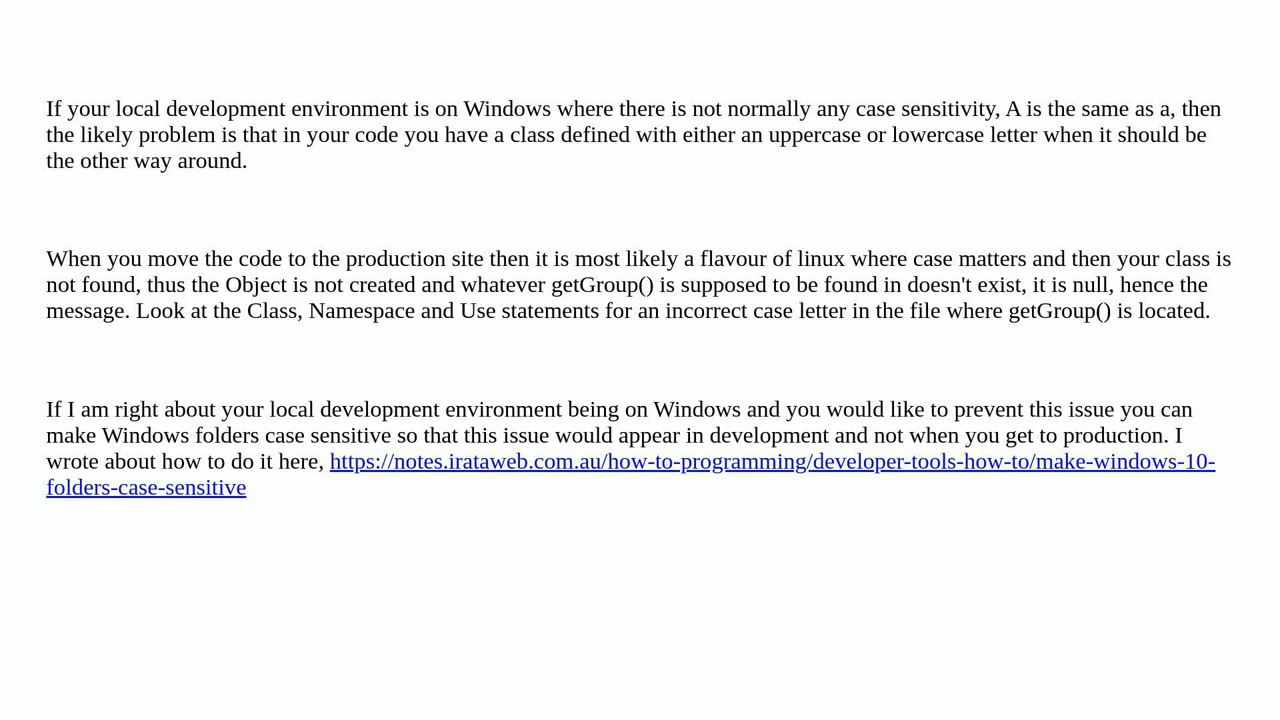 If your local development environment is on Windows where there is not normally any case sensitivity, A is the same as a, then
the likely problem is that in your code you have a class defined with either an uppercase or lowercase letter when it should be
the other way around.
When you move the code to the production site then it is most likely a flavour of linux where case matters and then your class is
not found, thus the Object is not created and whatever getGroup() is supposed to be found in doesn't exist, it is null, hence the
message. Look at the Class, Namespace and Use statements for an incorrect case letter in the file where getGroup() is located.
If I am right about your local development environment being on Windows and you would like to prevent this issue you can
make Windows folders case sensitive so that this issue would appear in development and not when you get to production. I
wrote about how to do it here, https://notes.irataweb.com.au/how-to-programming/developer-tools-how-to/make-windows-10-
folders-case-sensitive